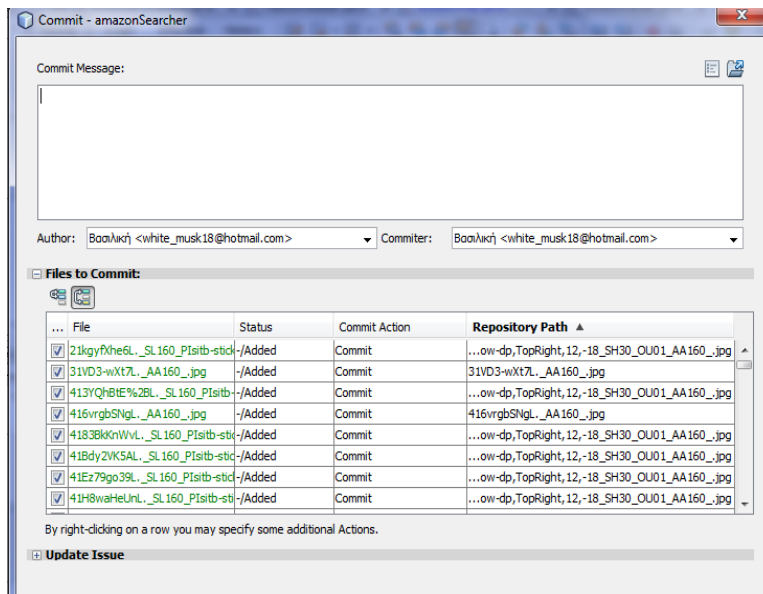 Commit - amazonSearcher
Commit Message:
Author: Βασιλική <white_musk18@hotmail.com> Commiter: Βασιλική <white_musk18@hotmail.com>
Files to Commit:
... File Status Commit Action Repository Path
21kgyfXhe6L._SL160_PIsitb-stick -/Added Commit ...ow-dp,TopRight,12,-18_SH30_OU01_AA160_.jpg
31VD3-wXt7L._AA160_.jpg -/Added Commit 31VD3-wXt7L._AA160_.jpg
413YQhBtE%2BL._SL160_PIsitb- -/Added Commit ...ow-dp,TopRight,12,-18_SH30_OU01_AA160_.jpg
416vrgbSNgL._AA160_.jpg -/Added Commit 416vrgbSNgL._AA160_.jpg
4183BkKnWvL._SL160_PIsitb-stic -/Added Commit ...ow-dp,TopRight,12,-18_SH30_OU01_AA160_.jpg
41Bdy2VK5AL._SL160_PIsitb-stic -/Added Commit ...ow-dp,TopRight,12,-18_SH30_OU01_AA160_.jpg
41Ez79go39L._SL160_PIsitb-stic -/Added Commit ...ow-dp,TopRight,12,-18_SH30_OU01_AA160_.jpg
41H8waHeUnL._SL160_PIsitb-sti -/Added Commit ...ow-dp,TopRight,12,-18_SH30_OU01_AA160_.jpg
By right-clicking on a row you may specify some additional Actions.
Update Issue